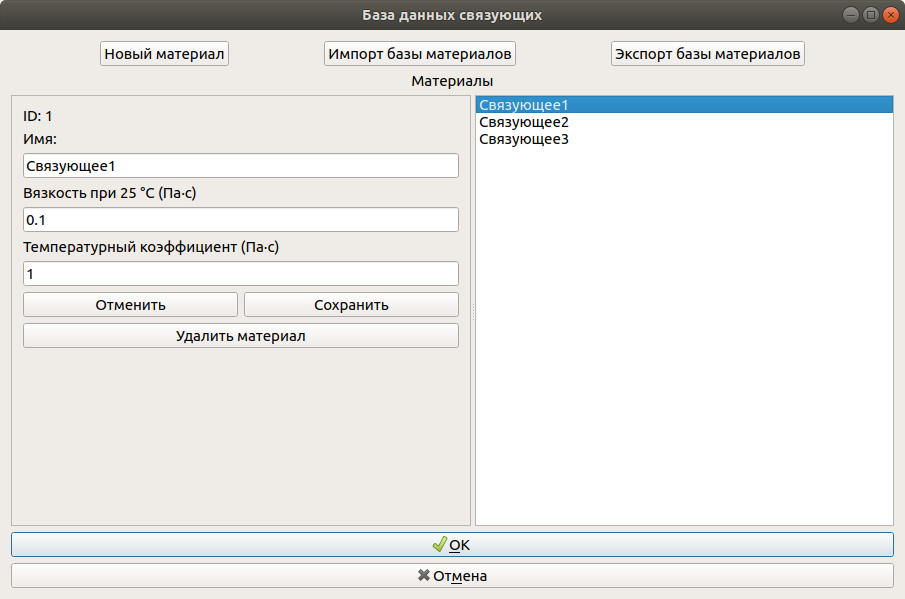 База данных связующих
Новый материал
Импорт базы материалов
Экспорт базы материалов
Материалы
ID: 1
Имя:
Связующее1
Вязкость при 25 °C (Па·с)
0.1
Температурный коэффициент (Па·с)
1
Отменить
Сохранить
Удалить материал
Связующее1
Связующее2
Связующее3
OK
Отмена